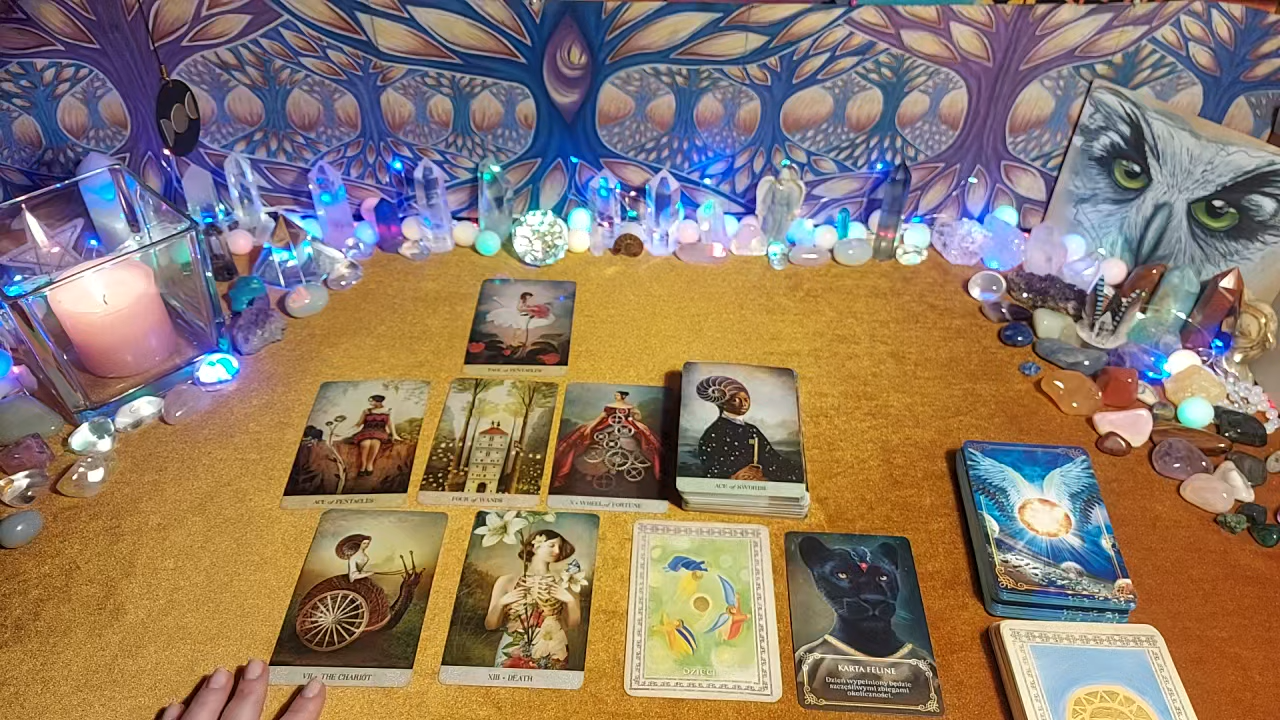 PAGE of PENTACLES
ACE of PENTACLES
FOUR of WANDS
X • WHEEL of FORTUNE
ACE of SWORDS
VII • THE CHARIOT
XIII • DEATH
DZIECI
KARTA FELINE
Dzień wypełniony będzie
szczęśliwymi zbiegami
okoliczności.